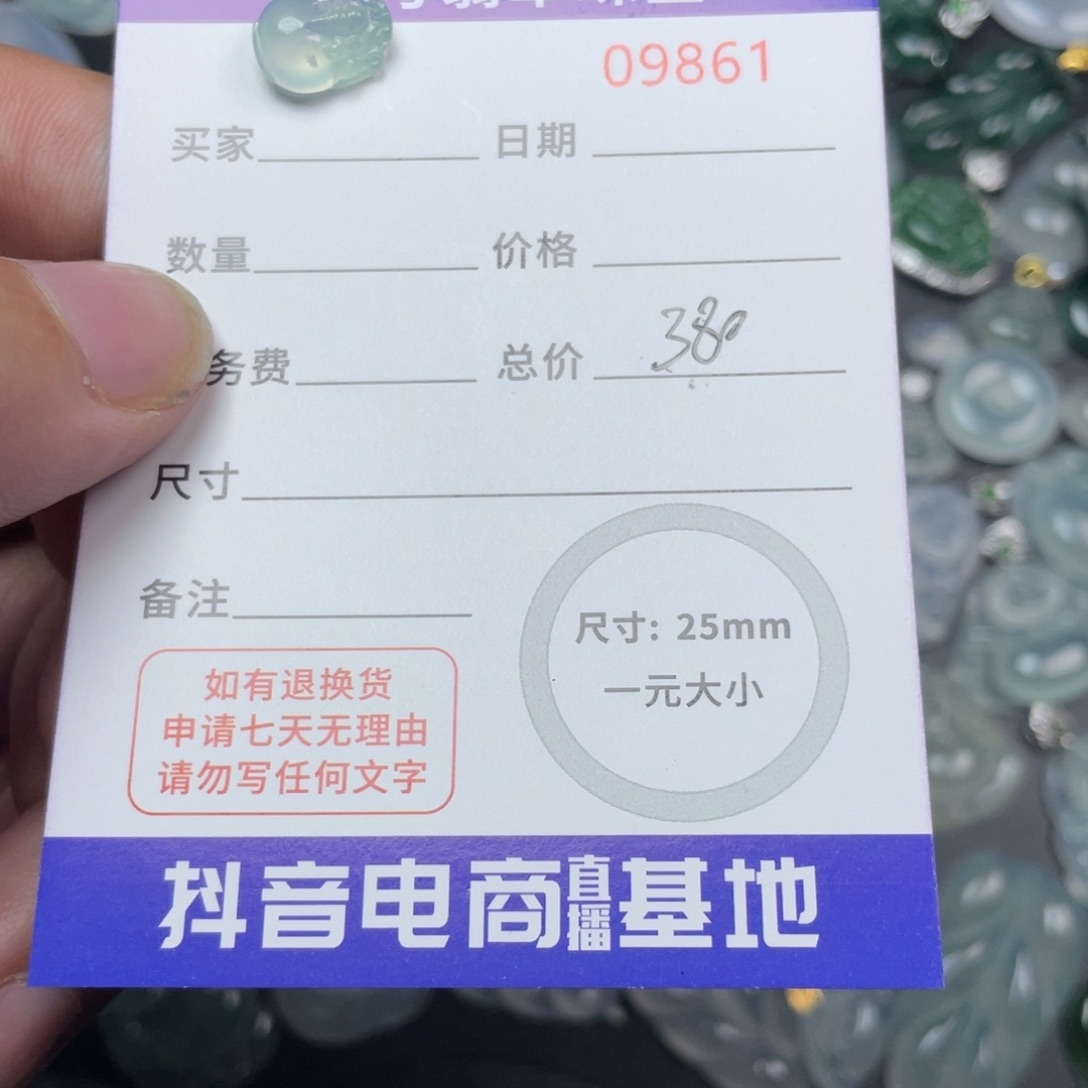 09861
买家 日期
数量 价格
务费 总价 380
尺寸
备注
尺寸: 25mm
一元大小
如有退换货
申请七天无理由
请勿写任何文字
抖音电商直播基地